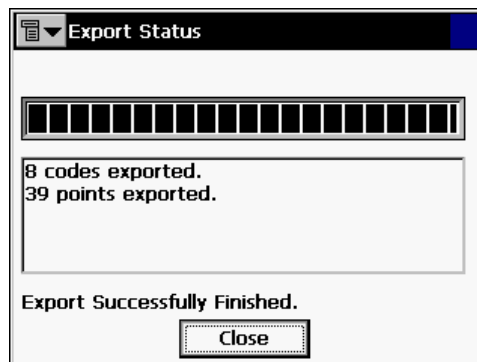 Export Status
8 codes exported.
39 points exported.
Export Successfully Finished.
Close